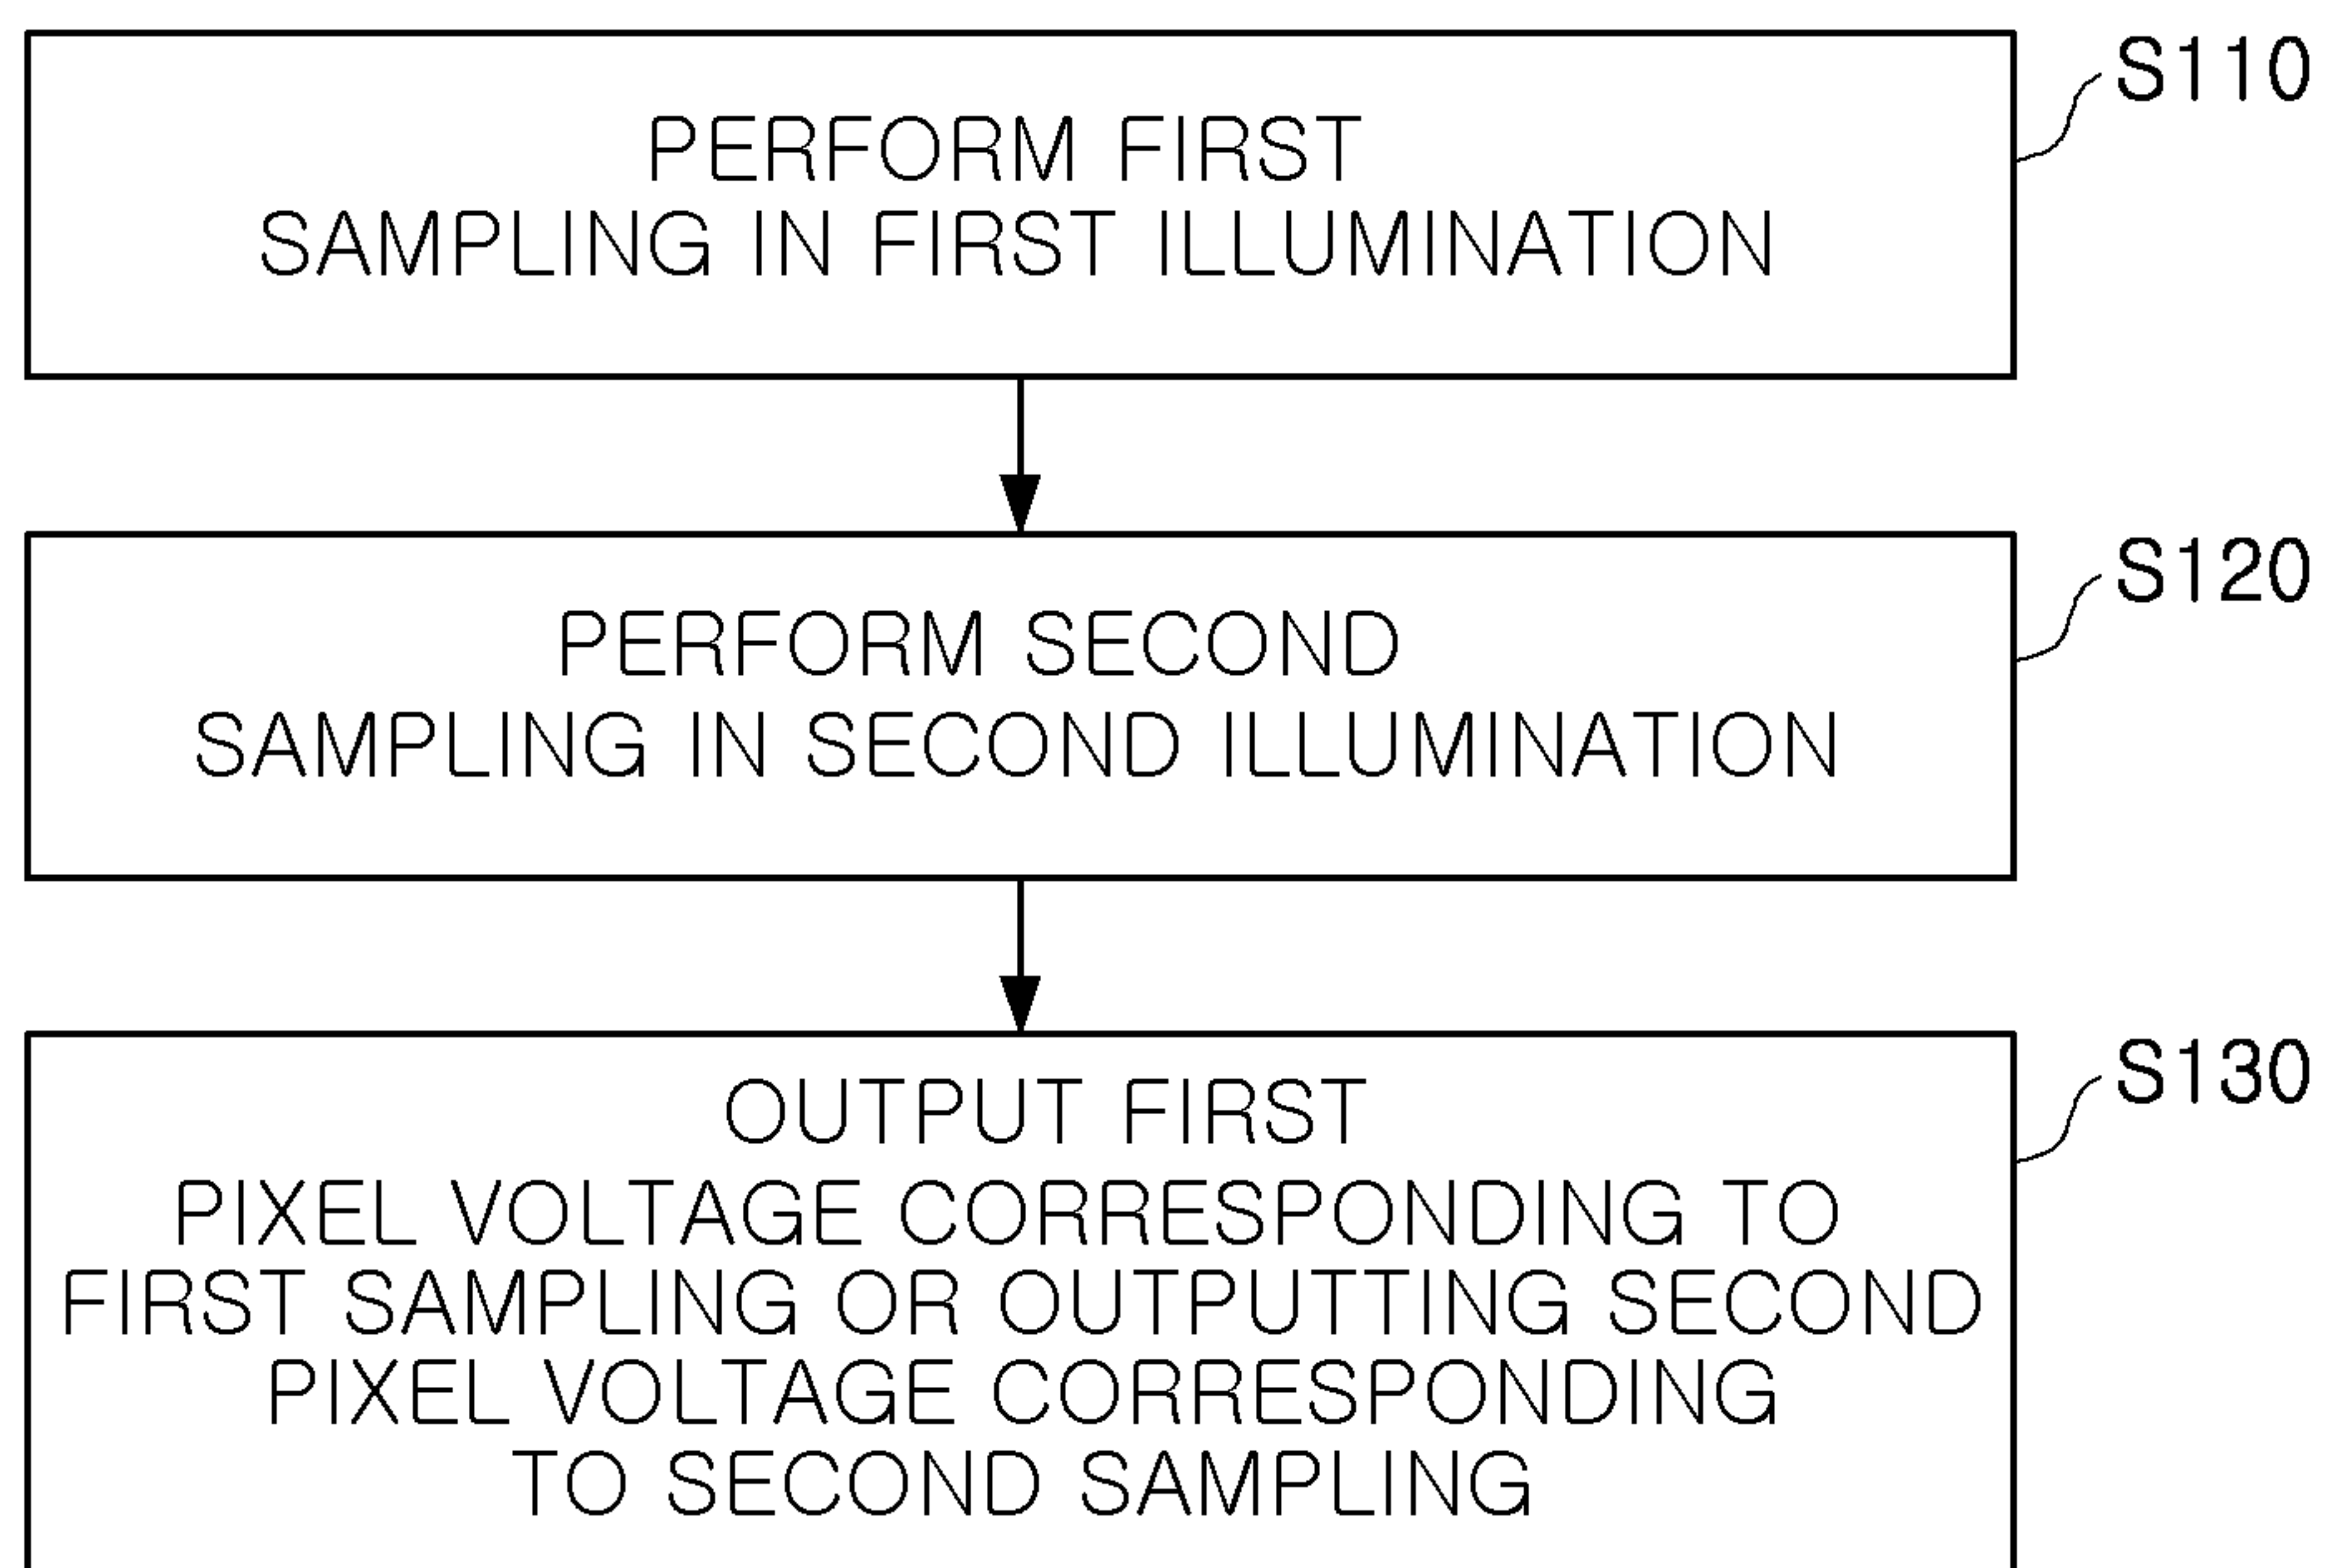 S110
PERFORM FIRST
SAMPLING IN FIRST ILLUMINATION
S120
PERFORM SECOND
SAMPLING IN SECOND ILLUMINATION
S130
OUTPUT FIRST
PIXEL VOLTAGE CORRESPONDING TO
FIRST SAMPLING OR OUTPUTTING SECOND
PIXEL VOLTAGE CORRESPONDING
TO SECOND SAMPLING